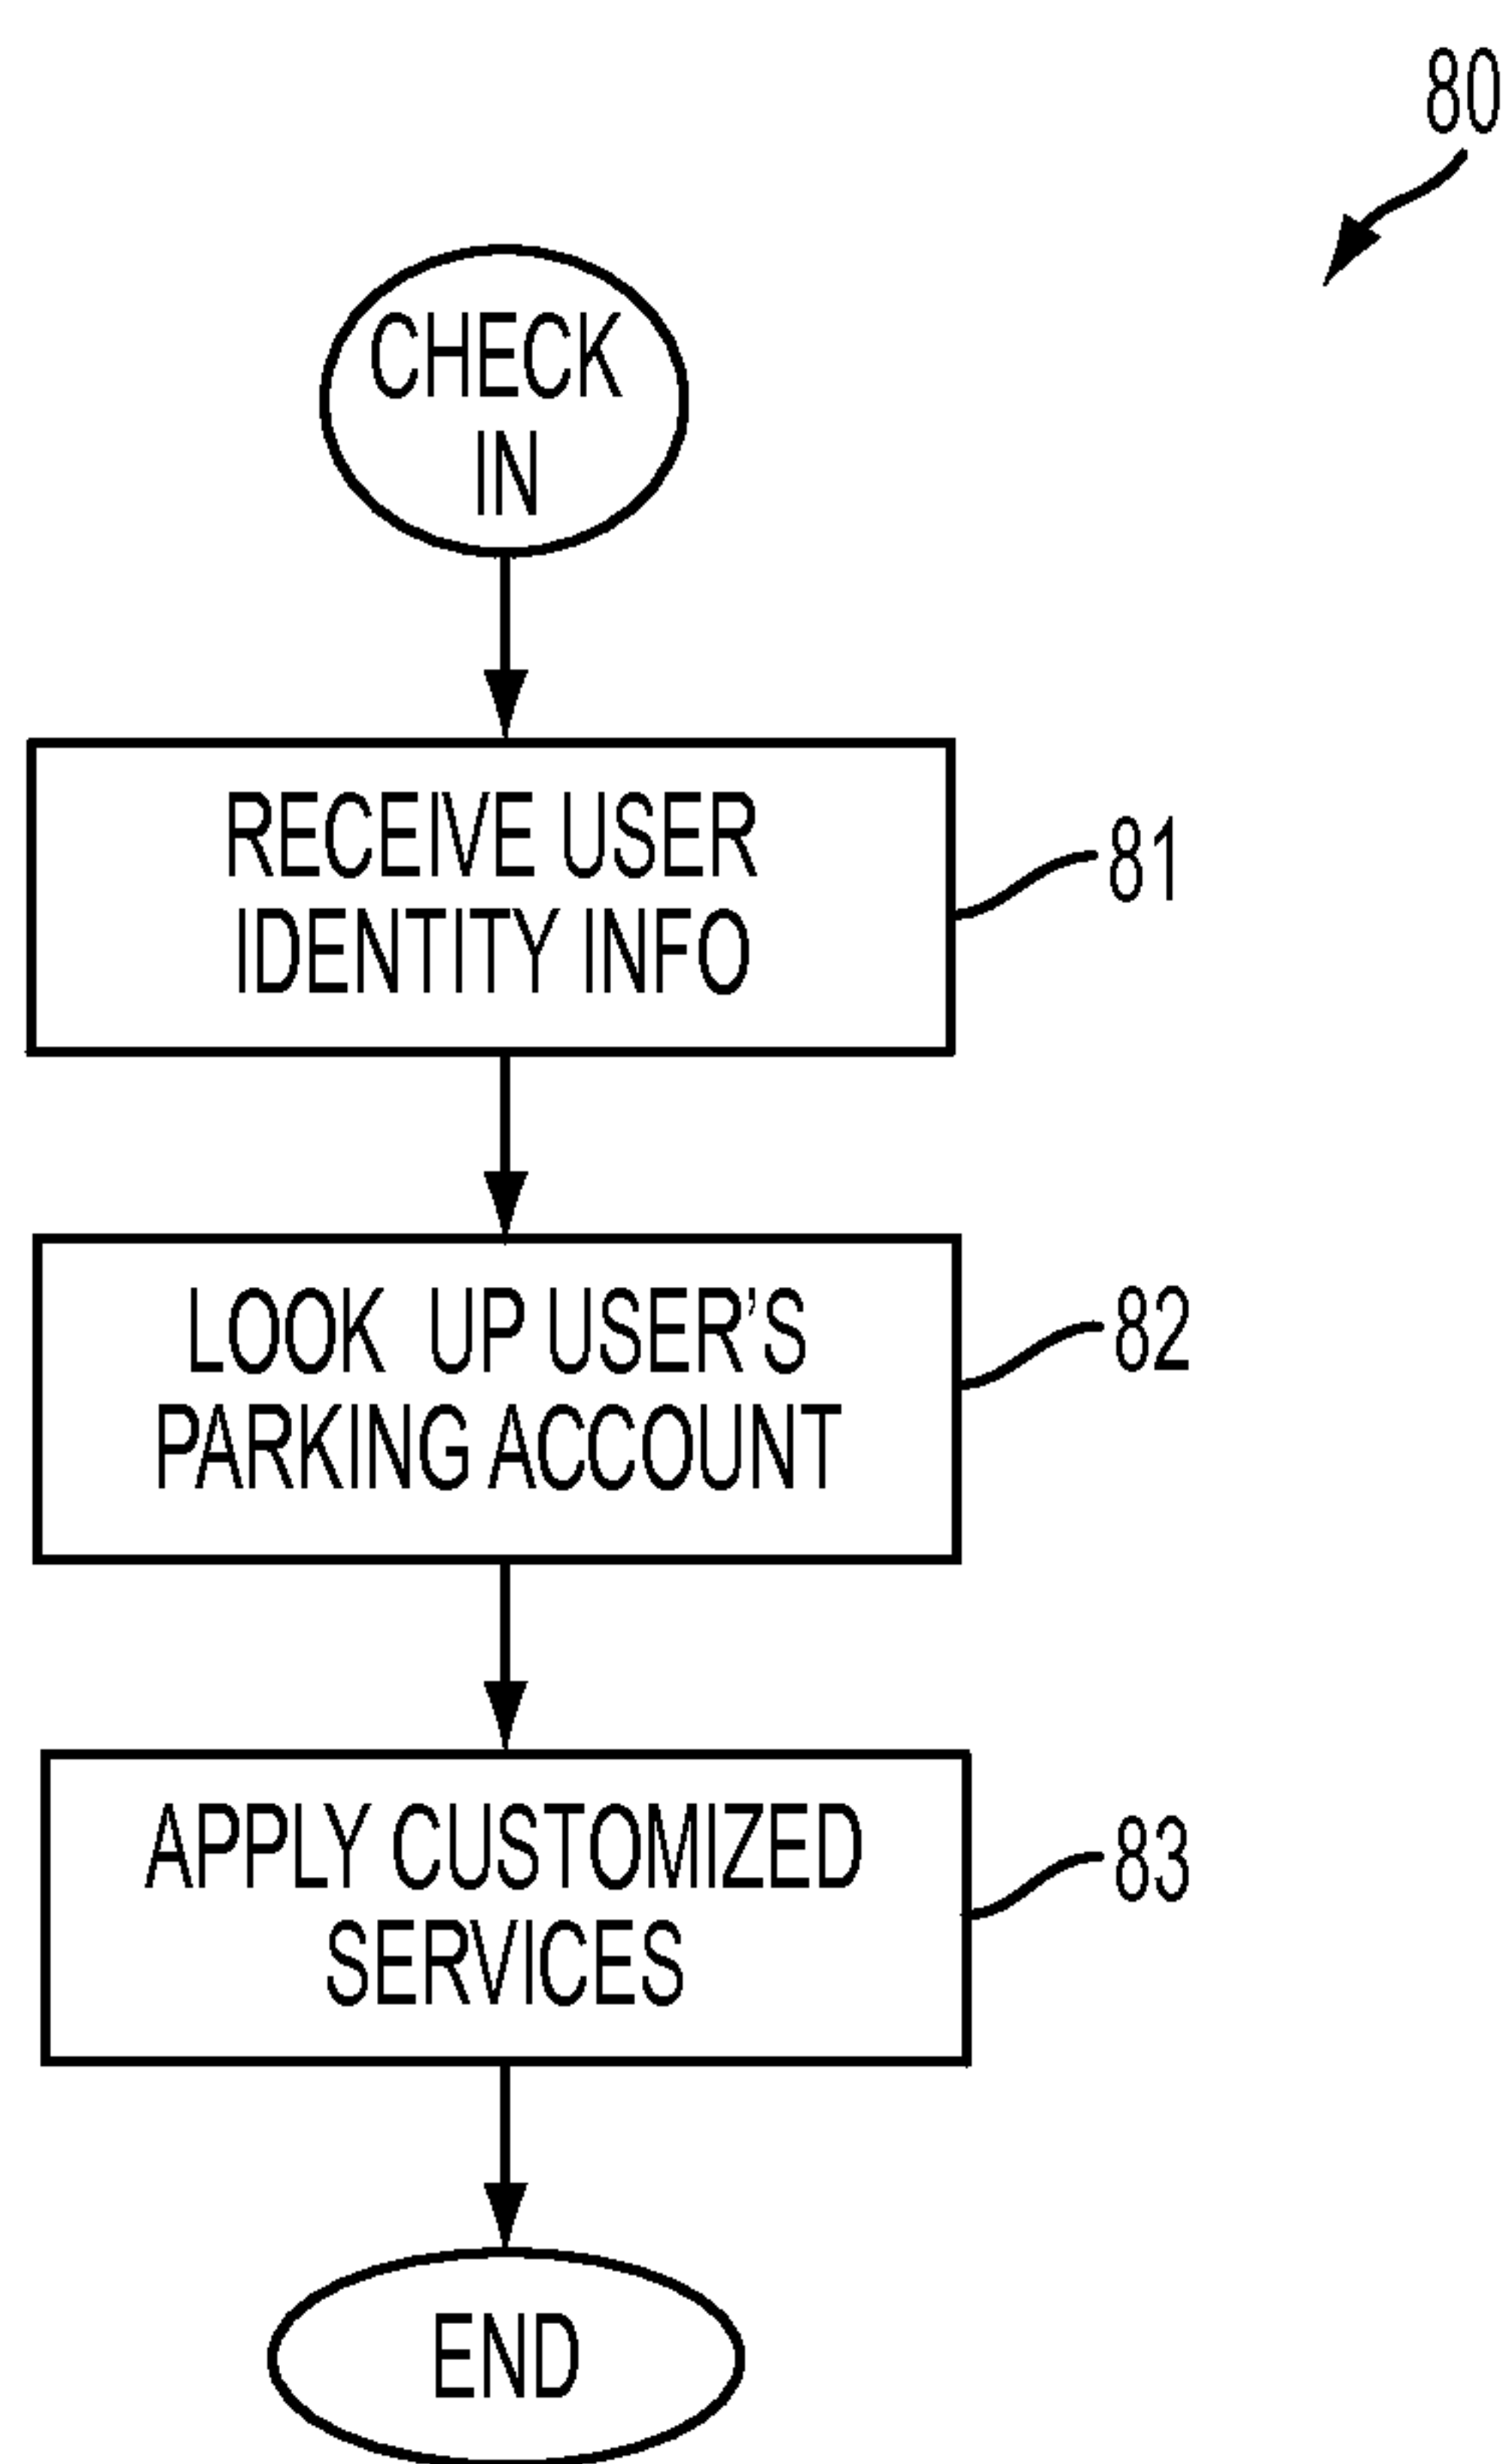 80
CHECK
IN
RECEIVE USER
IDENTITY INFO
81
LOOK UP USER'S
PARKING ACCOUNT
82
APPLY CUSTOMIZED
SERVICES
83
END